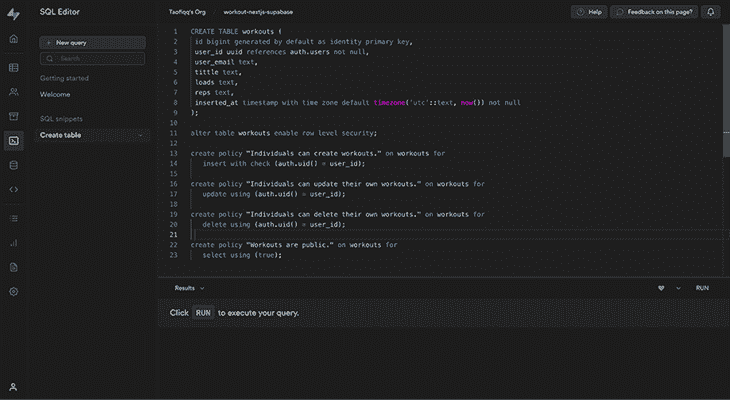 SQL Editor
Taofiqq's Org / workout-nextjs-supabase
Help
Feedback on this page?
+ New query
Search
Getting started
Welcome
SQL snippets
Create table
1 CREATE TABLE workouts (
2 id bigint generated by default as identity primary key,
3 user_id uuid references auth.users not null,
4 user_email text,
5 tittle text,
6 loads text,
7 reps text,
8 inserted_at timestamp with time zone default timezone('utc'::text, now()) not null
9 );
10
11 alter table workouts enable row level security;
12
13 create policy "Individuals can create workouts." on workouts for
14 insert with check (auth.uid() = user_id);
15
16 create policy "Individuals can update their own workouts." on workouts for
17 update using (auth.uid() = user_id);
18
19 create policy "Individuals can delete their own workouts." on workouts for
20 delete using (auth.uid() = user_id);
21
22 create policy "Workouts are public." on workouts for
23 select using (true);
Results
RUN
Click RUN to execute your query.